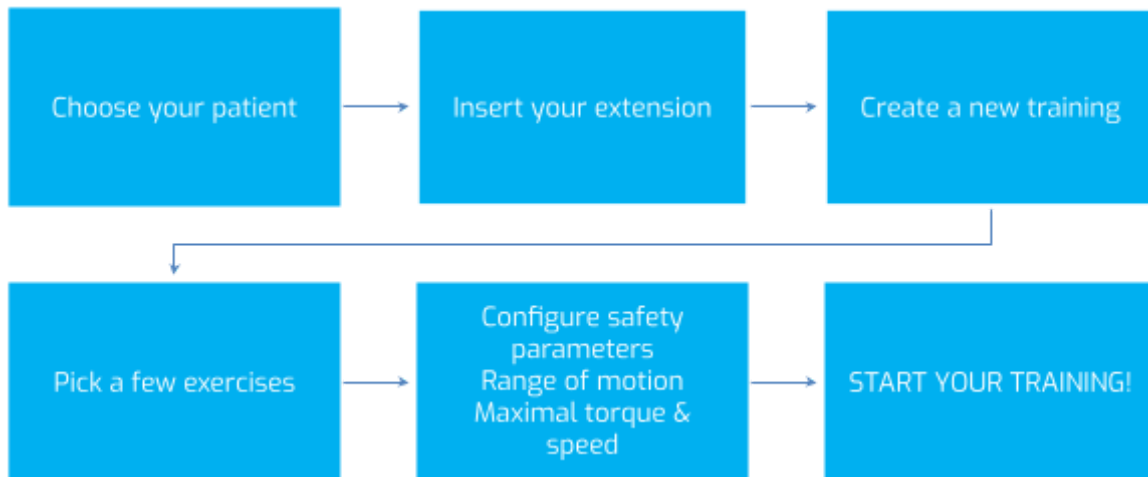 Choose your patient
Insert your extension
Create a new training
Pick a few exercises
Configure safety
parameters
Range of motion
Maximal torque &
speed
START YOUR TRAINING!